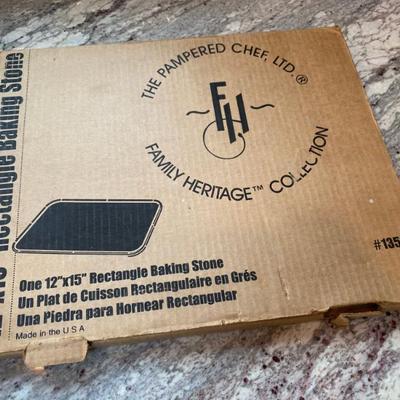 Rectangle Baking Stone
THE PAMPERED CHEF, LTD.®
FH
FAMILY HERITAGE™ COLLECTION
#135
One 12"x15" Rectangle Baking Stone
Un Plat de Cuisson Rectangulaire en Grés
Una Piedra para Hornear Rectangular
Made in the U S A